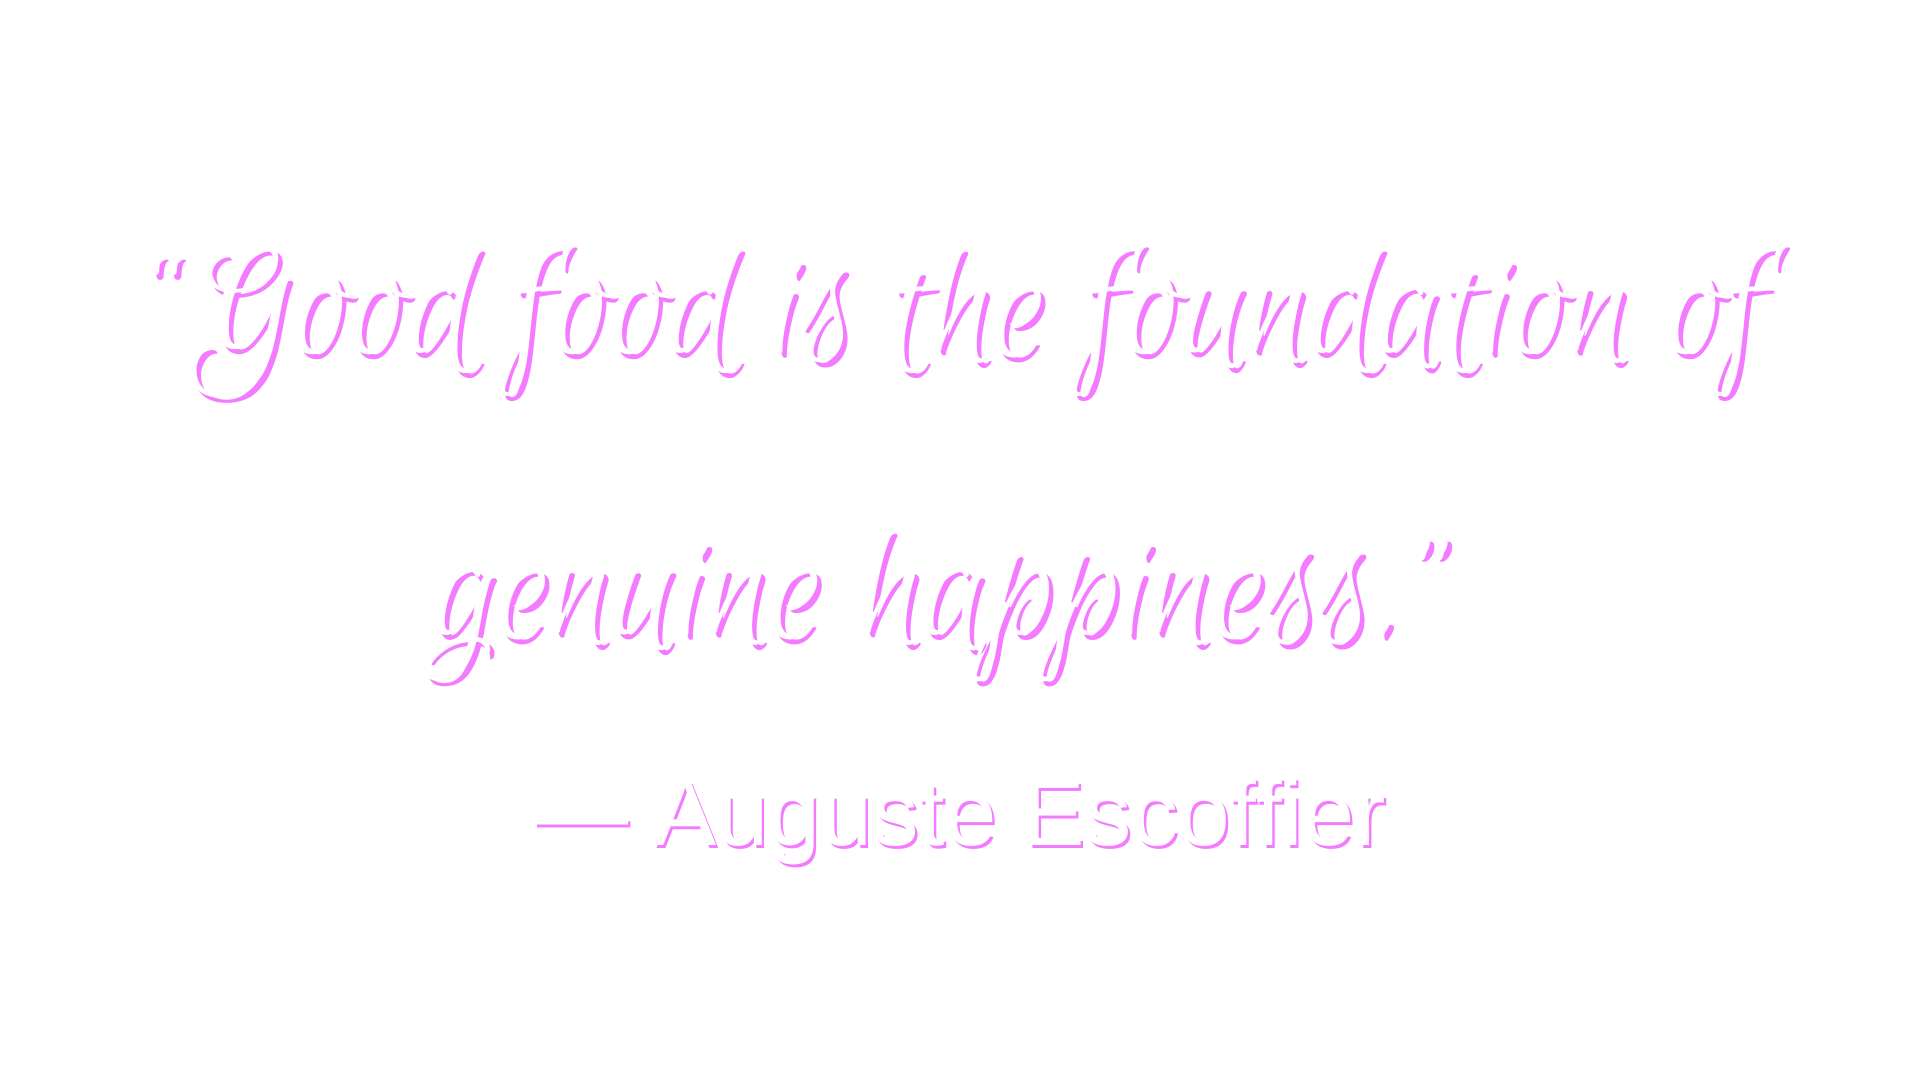 “Good food is the foundation of
genuine happiness.”
— Auguste Escoffier